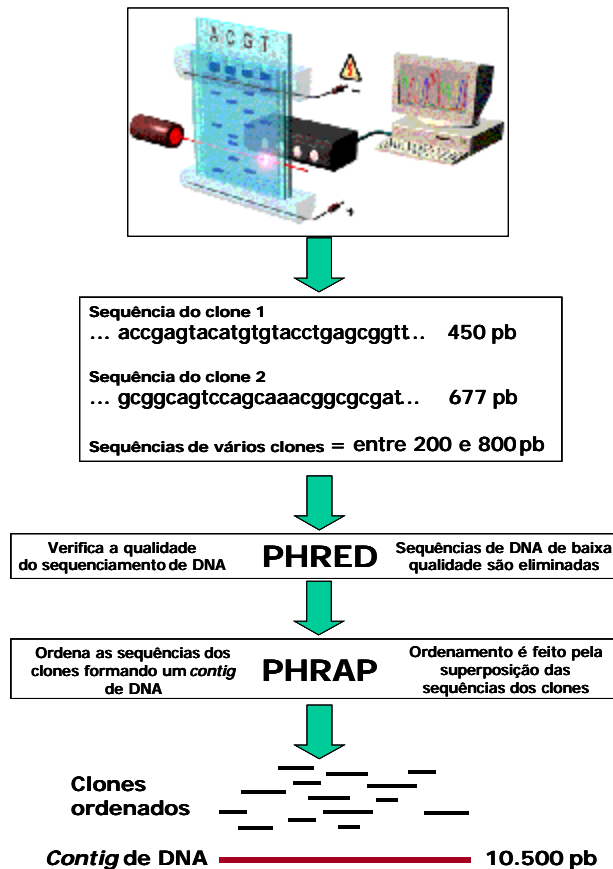 A C G T
Sequência do clone 1
... accgagtacatgtgtacctgagcggtt... 450 pb
Sequência do clone 2
... gcggcagtccagcaaacggcgcgat... 677 pb
Sequências de vários clones = entre 200 e 800 pb
Verifica a qualidade
do sequenciamento de DNA
PHRED
Sequências de DNA de baixa
qualidade são eliminadas
Ordena as sequências dos
clones formando um contig
de DNA
PHRAP
Ordenamento é feito pela
superposição das
sequências dos clones
Clones
ordenados
Contig de DNA
10.500 pb